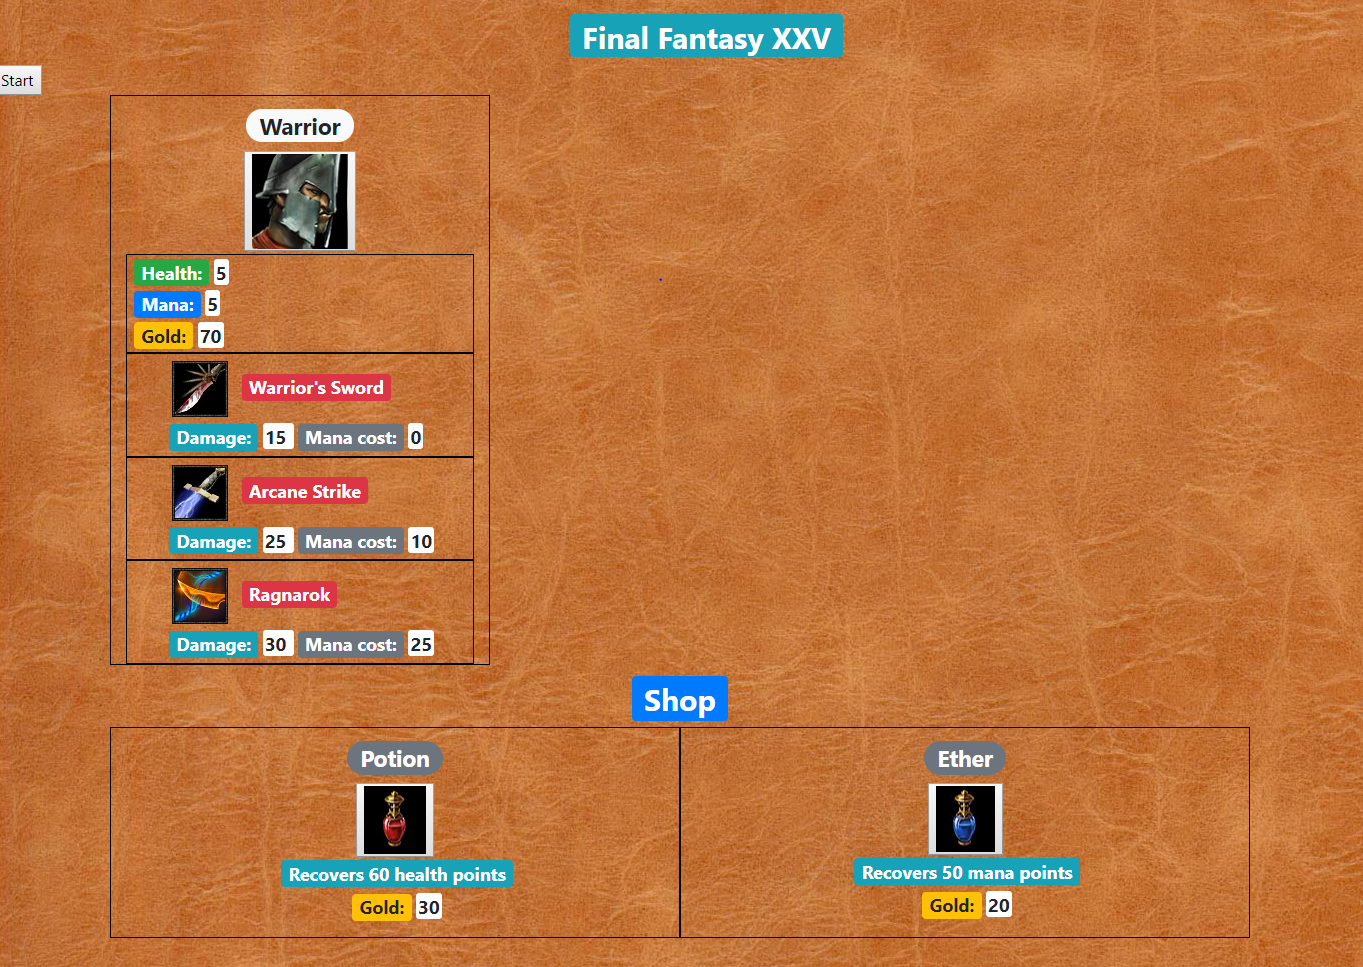 Final Fantasy XXV
Start
Warrior
Health: 5
Mana: 5
Gold: 70
Warrior's Sword
Damage: 15 Mana cost: 0
Arcane Strike
Damage: 25 Mana cost: 10
Ragnarok
Damage: 30 Mana cost: 25
Shop
Potion
Recovers 60 health points
Gold: 30
Ether
Recovers 50 mana points
Gold: 20